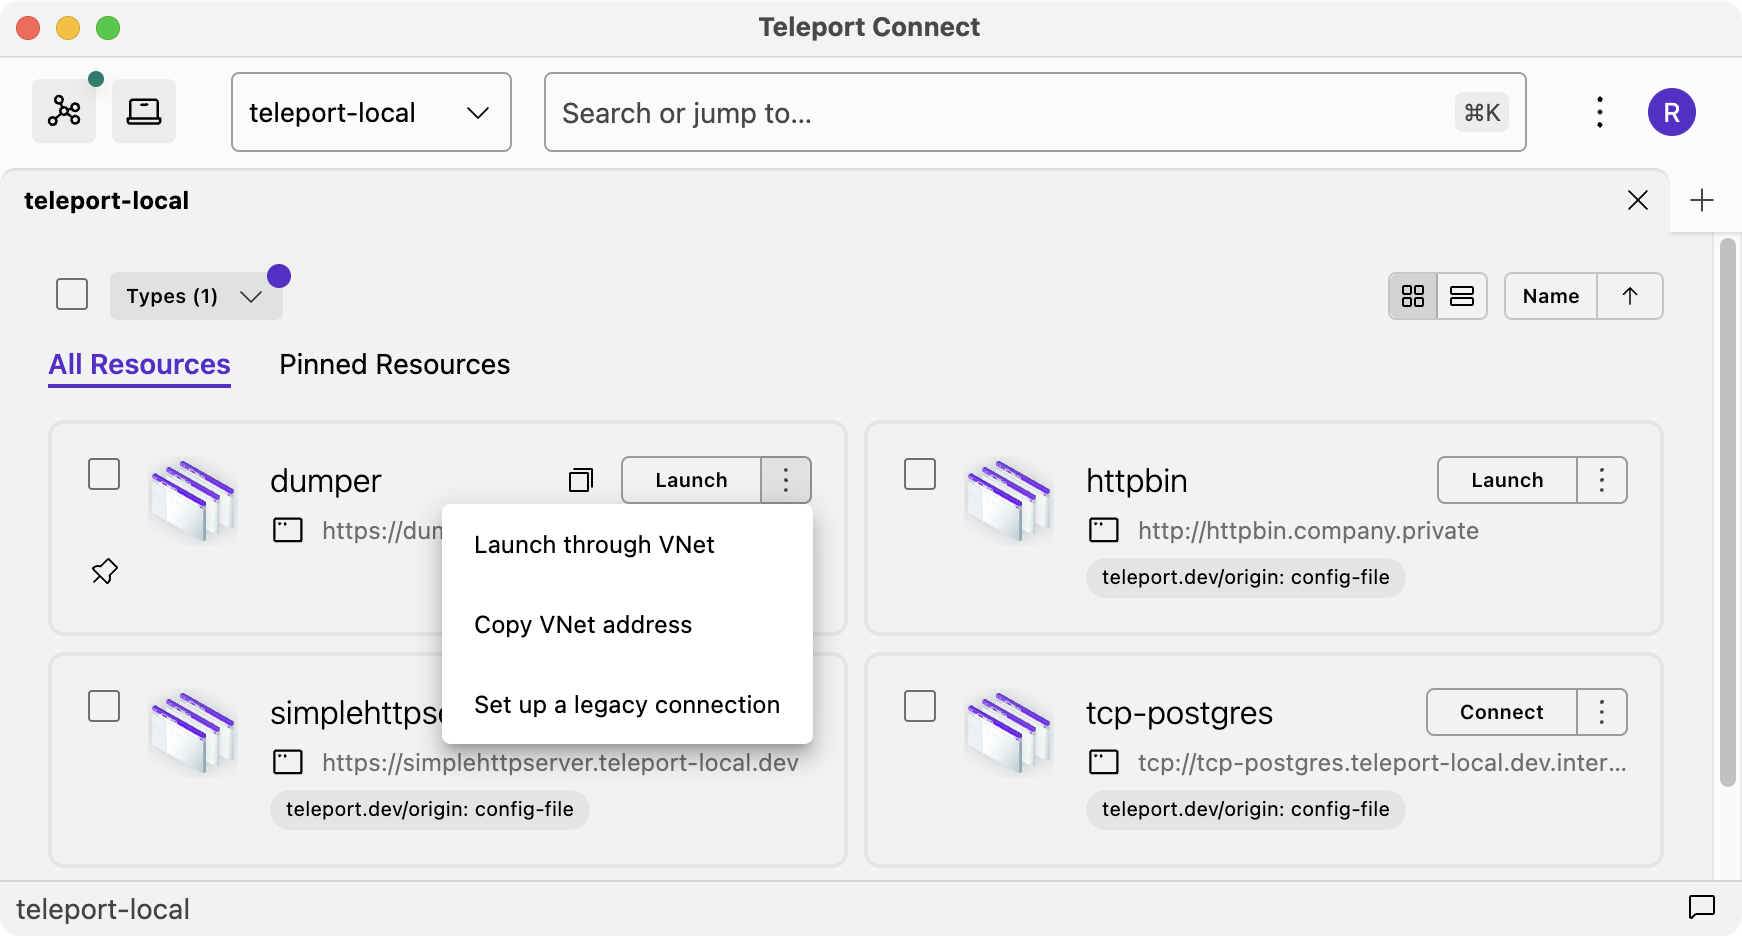 Teleport Connect
teleport-local
Search or jump to...
⌘K
R
teleport-local
Types (1)
Name
All Resources
Pinned Resources
dumper
Launch
https://dum
Launch through VNet
Copy VNet address
Set up a legacy connection
httpbin
Launch
http://httpbin.company.private
teleport.dev/origin: config-file
simplehttpse
https://simplehttpserver.teleport-local.dev
teleport.dev/origin: config-file
tcp-postgres
Connect
tcp://tcp-postgres.teleport-local.dev.inter...
teleport.dev/origin: config-file
teleport-local